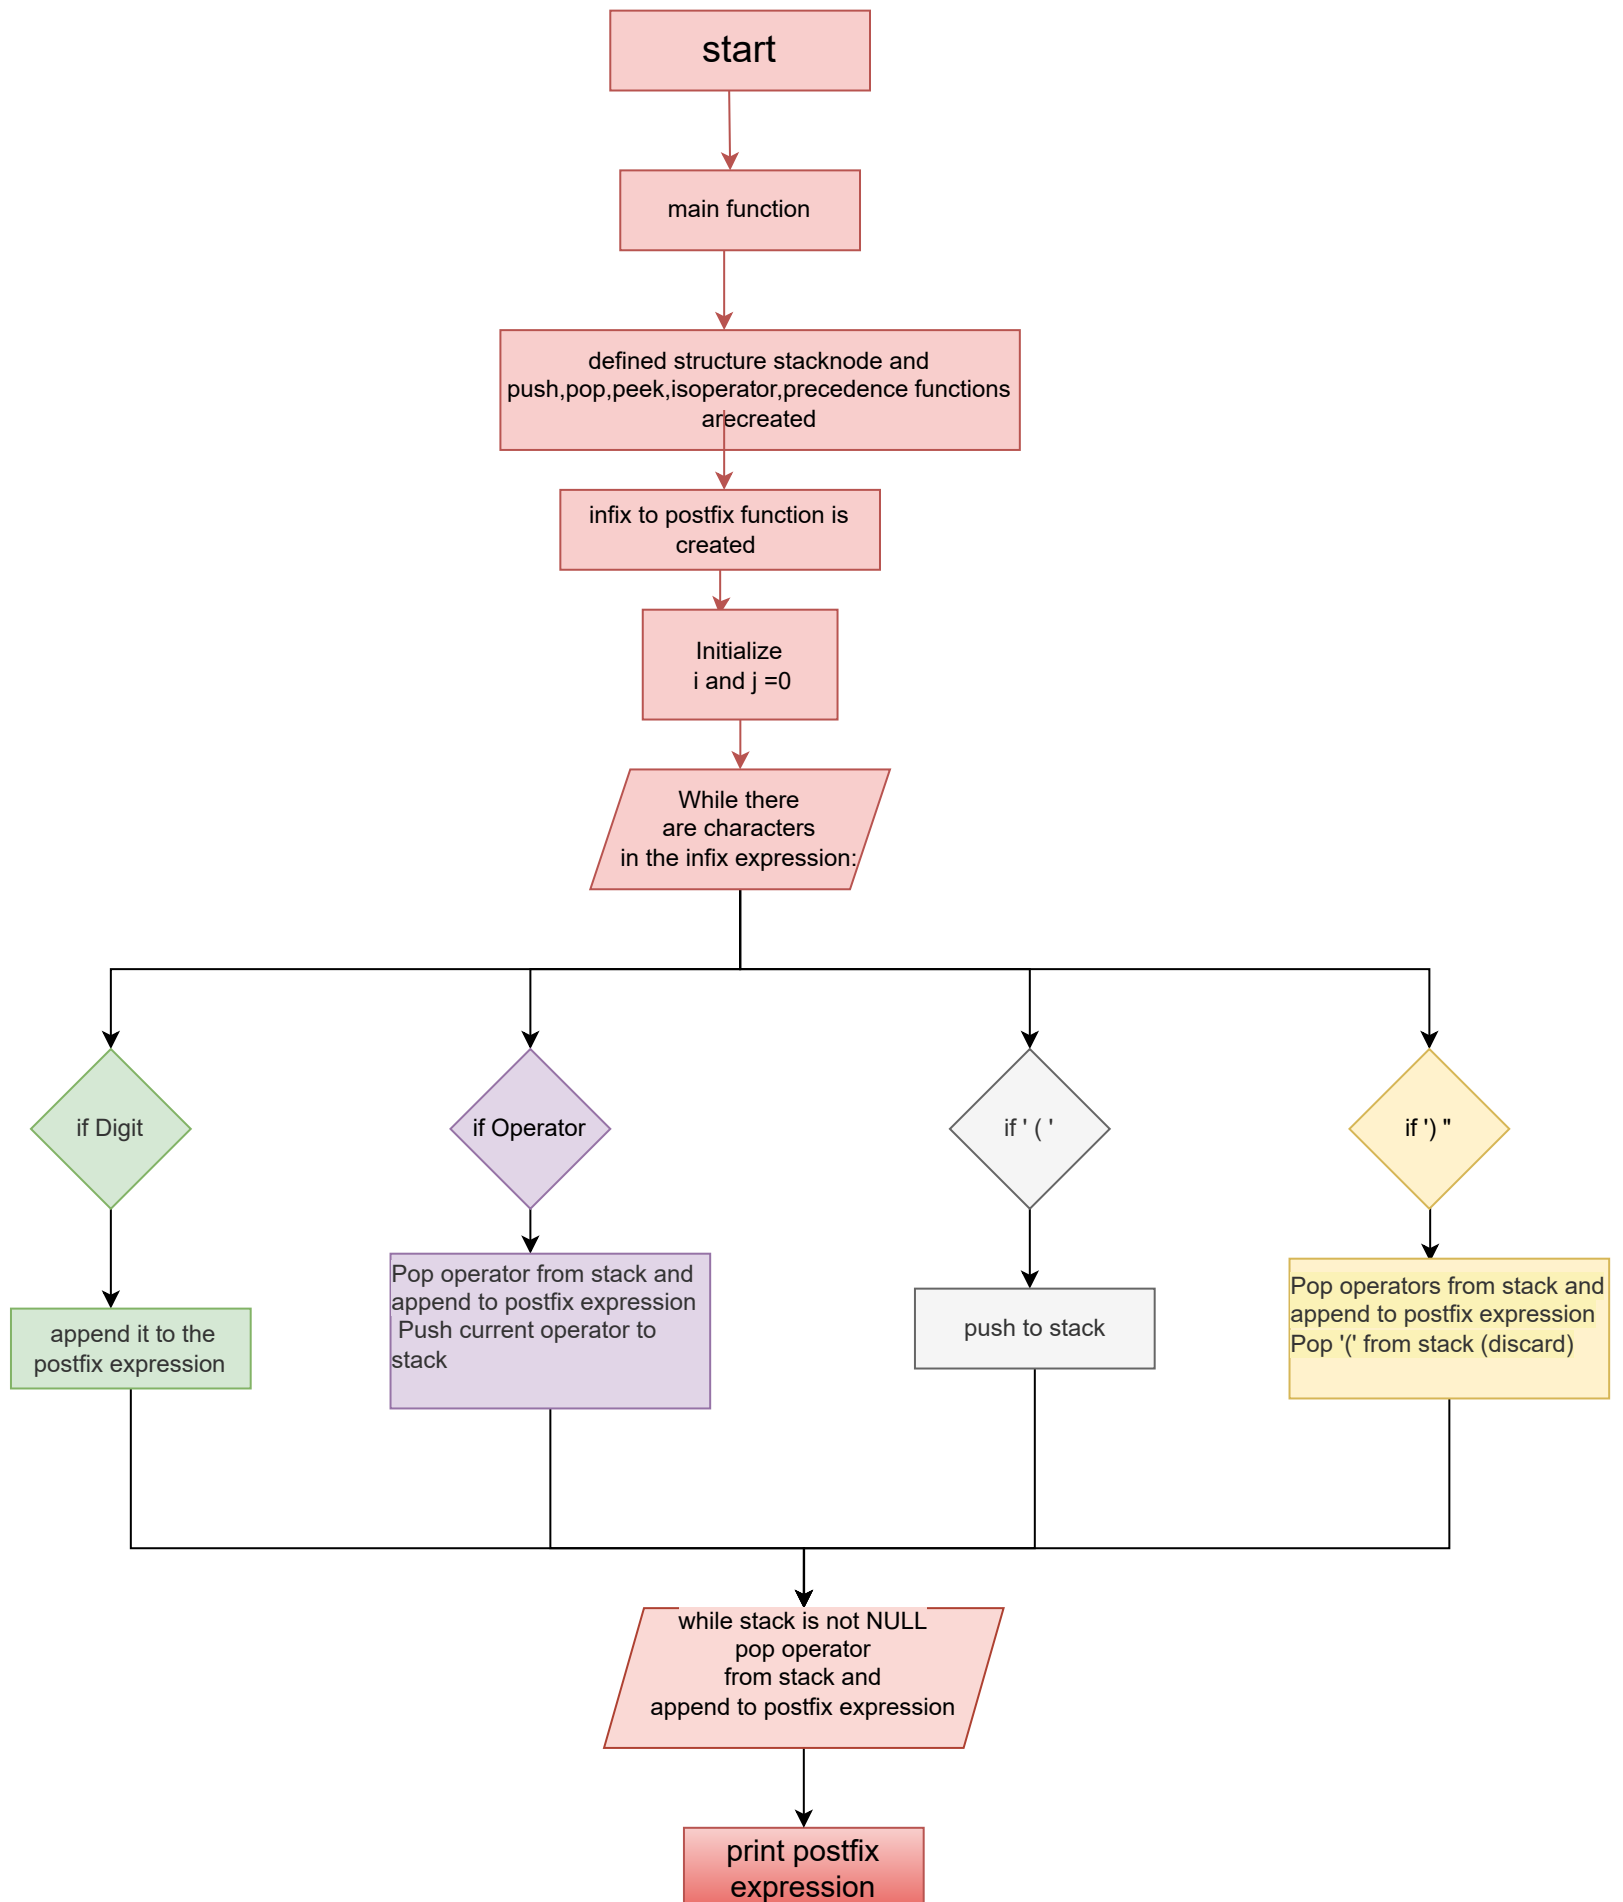 start
main function
defined structure stacknode and
push,pop,peek,isoperator,precedence functions
arecreated
infix to postfix function is
created
Initialize
i and j =0
While there
are characters
in the infix expression:
if Digit
if Operator
if ' ( '
if ') "
append it to the
postfix expression
Pop operator from stack and
append to postfix expression
Push current operator to
stack
push to stack
Pop operators from stack and
append to postfix expression
Pop '(' from stack (discard)
while stack is not NULL
pop operator
from stack and
append to postfix expression
print postfix
expression